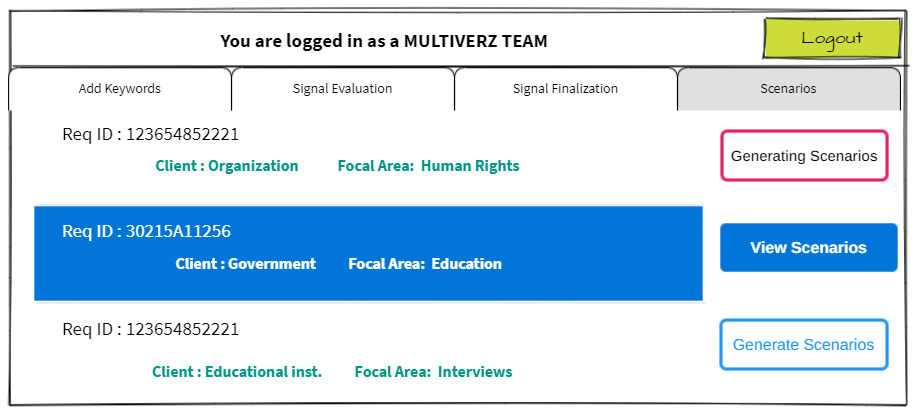 You are logged in as a MULTIVERZ TEAM
Logout
Add Keywords
Signal Evaluation
Signal Finalization
Scenarios
Req ID : 123654852221
Client : Organization
Focal Area: Human Rights
Generating Scenarios
Req ID : 30215A11256
Client : Government
Focal Area: Education
View Scenarios
Req ID : 123654852221
Client : Educational inst.
Focal Area: Interviews
Generate Scenarios